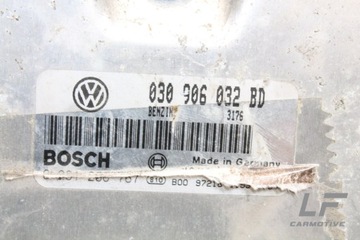 030 906 032 BD
BENZIN 3176
BOSCH Made in Germany
LF
CARMOTIVE